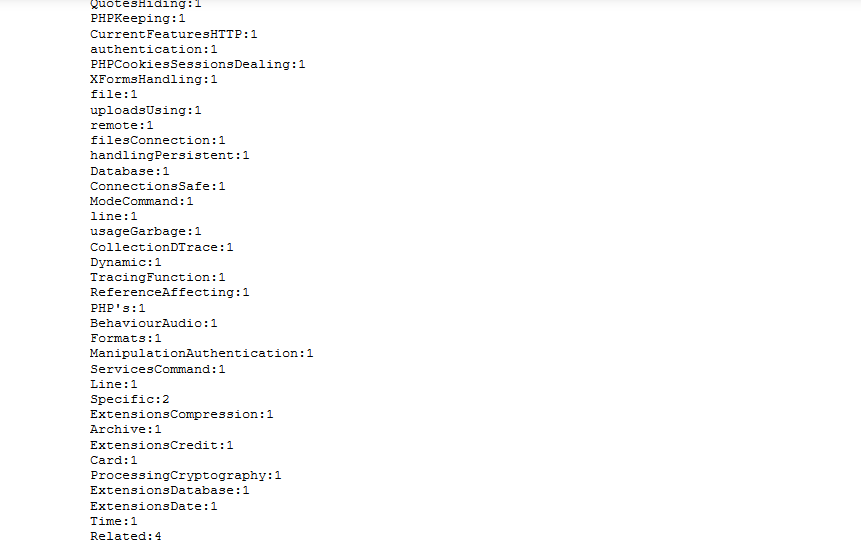 QuotesHiding:1
PHPKeeping:1
CurrentFeaturesHTTP:1
authentication:1
PHPCookiesSessionsDealing:1
XFormsHandling:1
file:1
uploadsUsing:1
remote:1
filesConnection:1
handlingPersistent:1
Database:1
ConnectionsSafe:1
ModeCommand:1
line:1
usageGarbage:1
CollectionDTrace:1
Dynamic:1
TracingFunction:1
ReferenceAffecting:1
PHP's:1
BehaviourAudio:1
Formats:1
ManipulationAuthentication:1
ServicesCommand:1
Line:1
Specific:2
ExtensionsCompression:1
Archive:1
ExtensionsCredit:1
Card:1
ProcessingCryptography:1
ExtensionsDatabase:1
ExtensionsDate:1
Time:1
Related:4